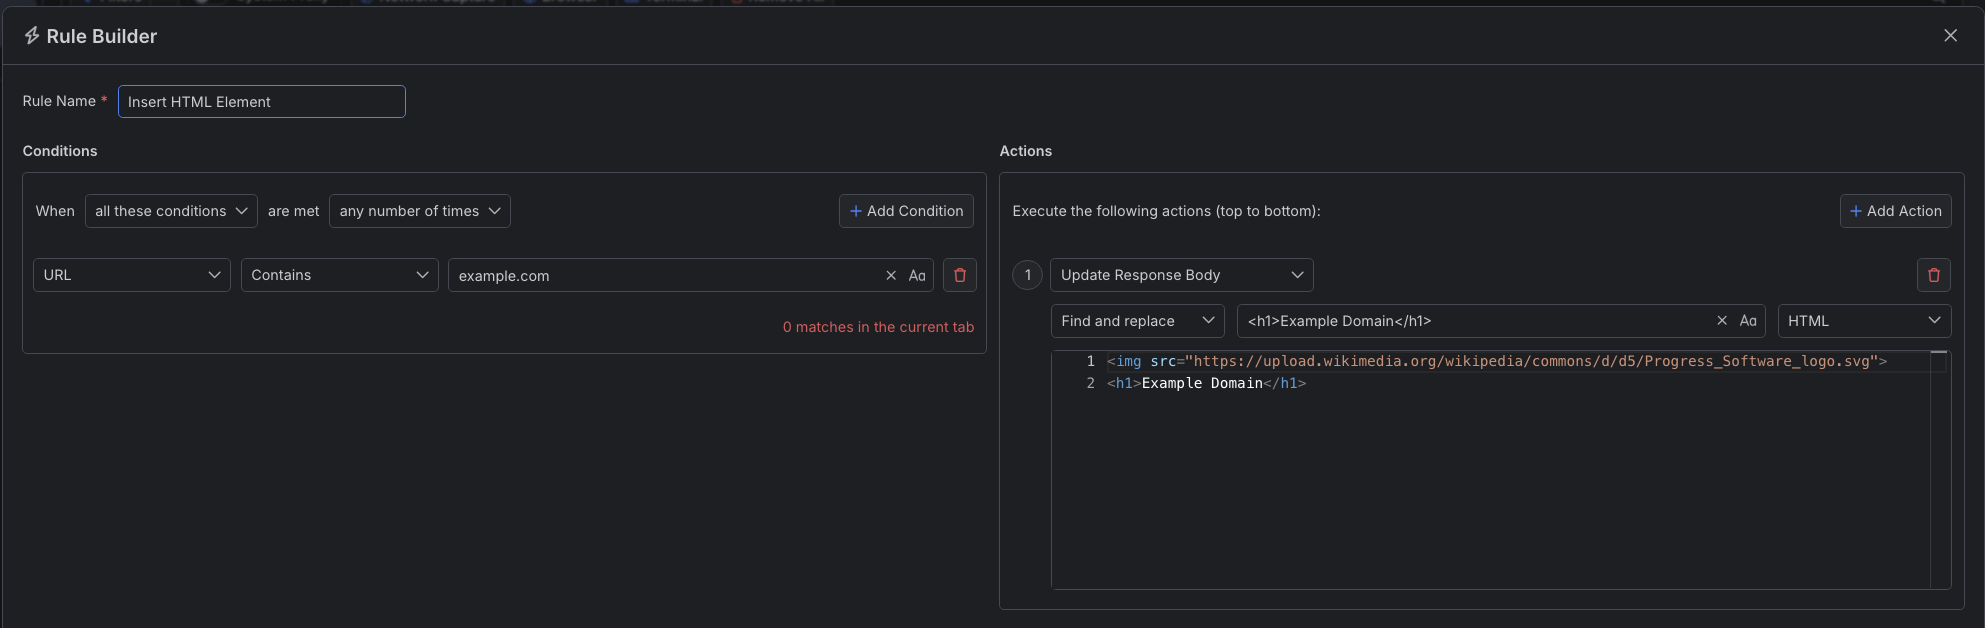 Rule Builder
Rule Name *
Insert HTML Element
Conditions
When all these conditions are met any number of times + Add Condition
URL Contains example.com Aa
0 matches in the current tab
Actions
Execute the following actions (top to bottom): + Add Action
1 Update Response Body
Find and replace <h1>Example Domain</h1> Aa HTML
1 <img src="https://upload.wikimedia.org/wikipedia/commons/d/d5/Progress_Software_logo.svg">
2 <h1>Example Domain</h1>